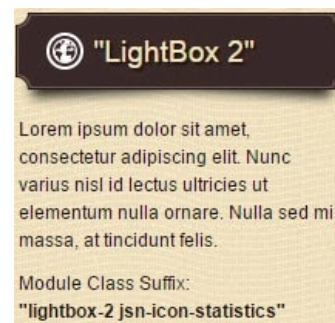 "LightBox 2"
Lorem ipsum dolor sit amet,
consectetur adipiscing elit. Nunc
varius nisl id lectus ultricies ut
elementum nulla ornare. Nulla sed mi
massa, at tincidunt felis.
Module Class Suffix:
"lightbox-2 jsn-icon-statistics"